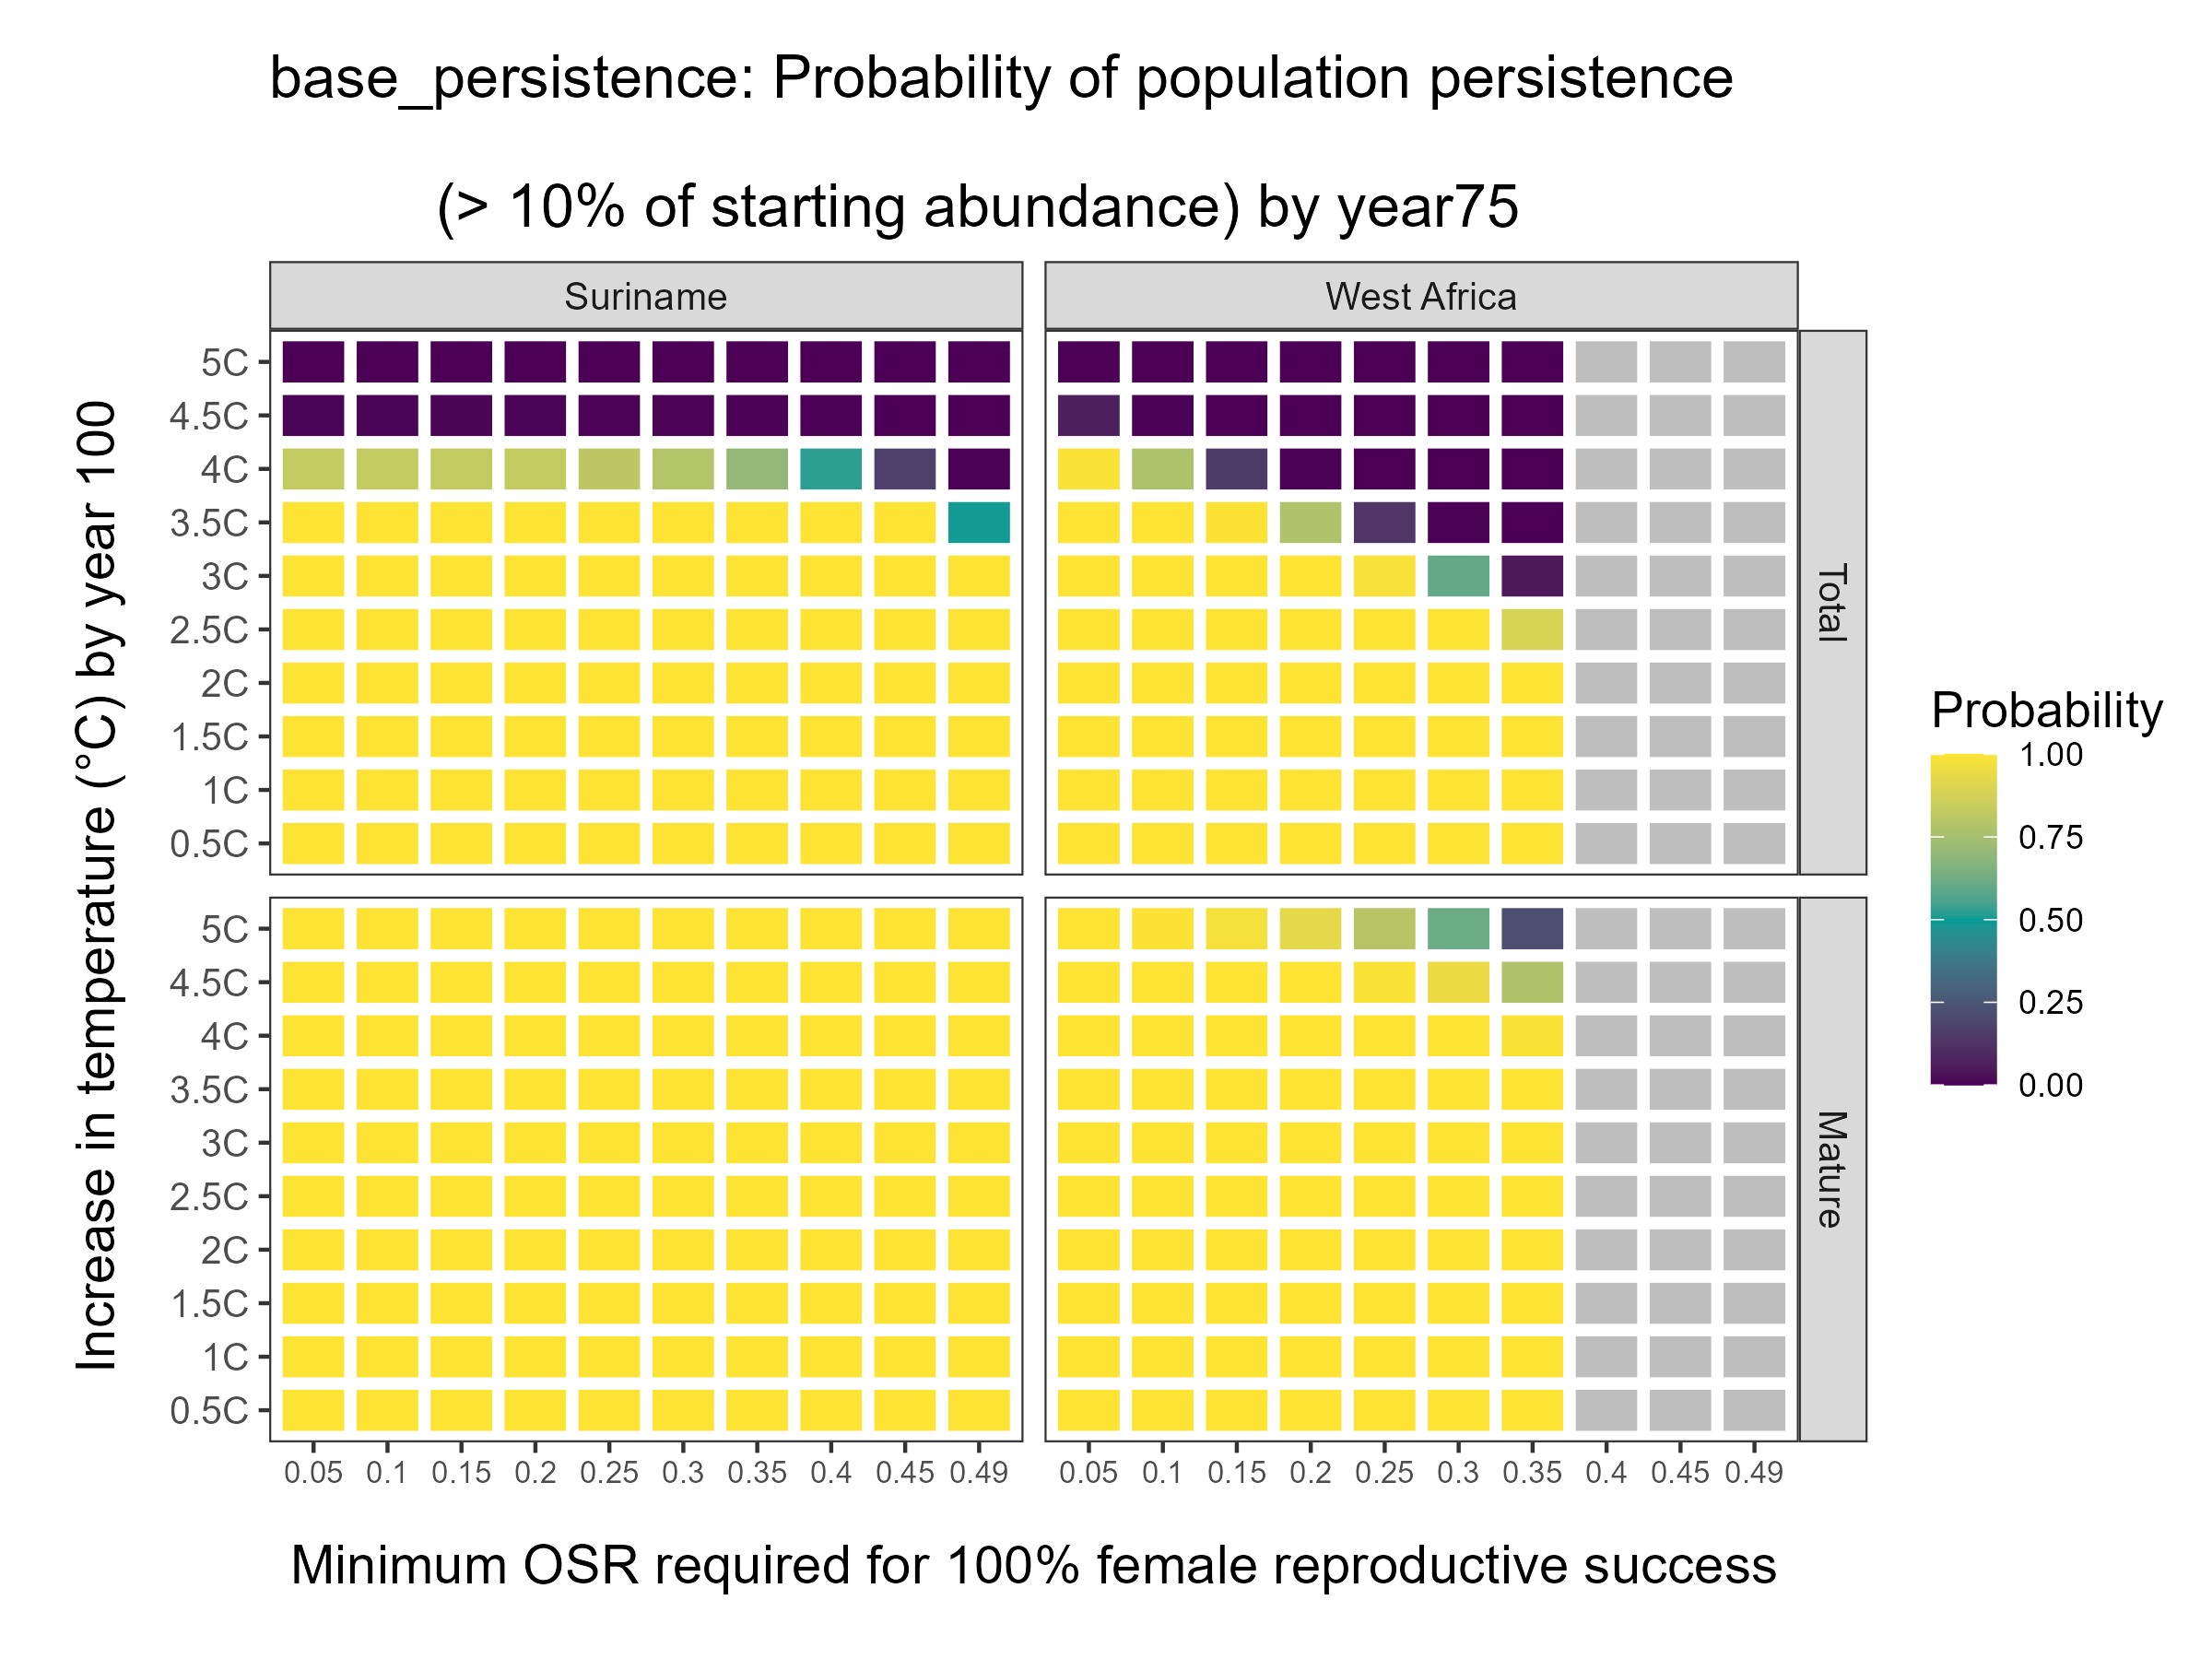 base_persistence: Probability of population persistence
(> 10% of starting abundance) by year75
Suriname
West Africa
Increase in temperature (°C) by year 100
5C
4.5C
4C
3.5C
3C
2.5C
2C
1.5C
1C
0.5C
Total
5C
4.5C
4C
3.5C
3C
2.5C
2C
1.5C
1C
0.5C
Mature
0.05 0.1 0.15 0.2 0.25 0.3 0.35 0.4 0.45 0.49
0.05 0.1 0.15 0.2 0.25 0.3 0.35 0.4 0.45 0.49
Minimum OSR required for 100% female reproductive success
Probability
1.00
0.75
0.50
0.25
0.00